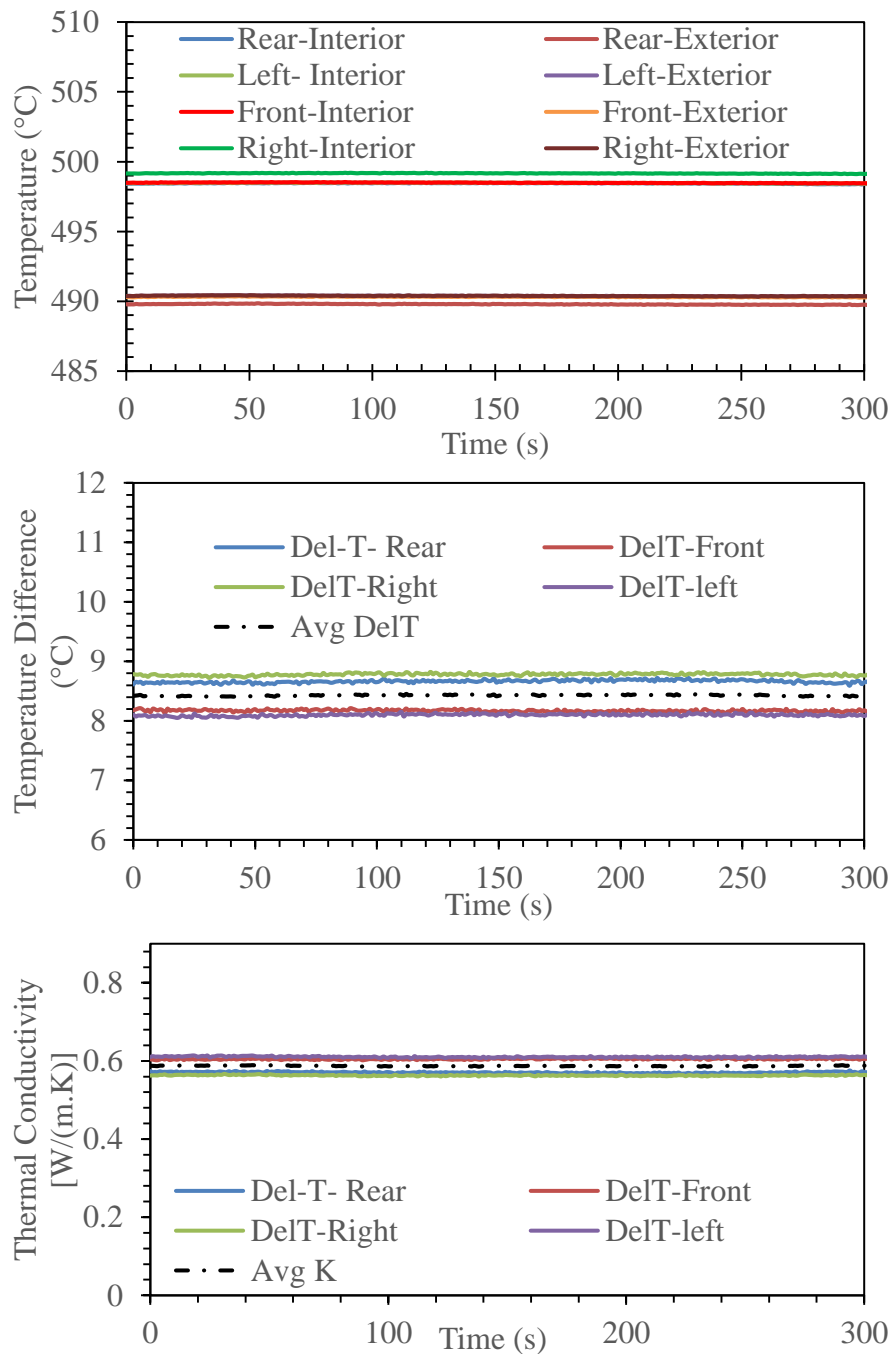 510
505
500
495
490
485
Temperature (°C)
Rear-Interior
Rear-Exterior
Left- Interior
Left-Exterior
Front-Interior
Front-Exterior
Right-Interior
Right-Exterior
0 50 100 150 200 250 300
Time (s)
12
11
10
9
8
7
6
Temperature Difference
(°C)
Del-T- Rear
DelT-Front
DelT-Right
DelT-left
Avg DelT
0 50 100 150 200 250 300
Time (s)
0.8
0.6
0.4
0.2
0
Thermal Conductivity
[W/(m.K)]
Del-T- Rear
DelT-Front
DelT-Right
DelT-left
Avg K
0 100 200 300
Time (s)